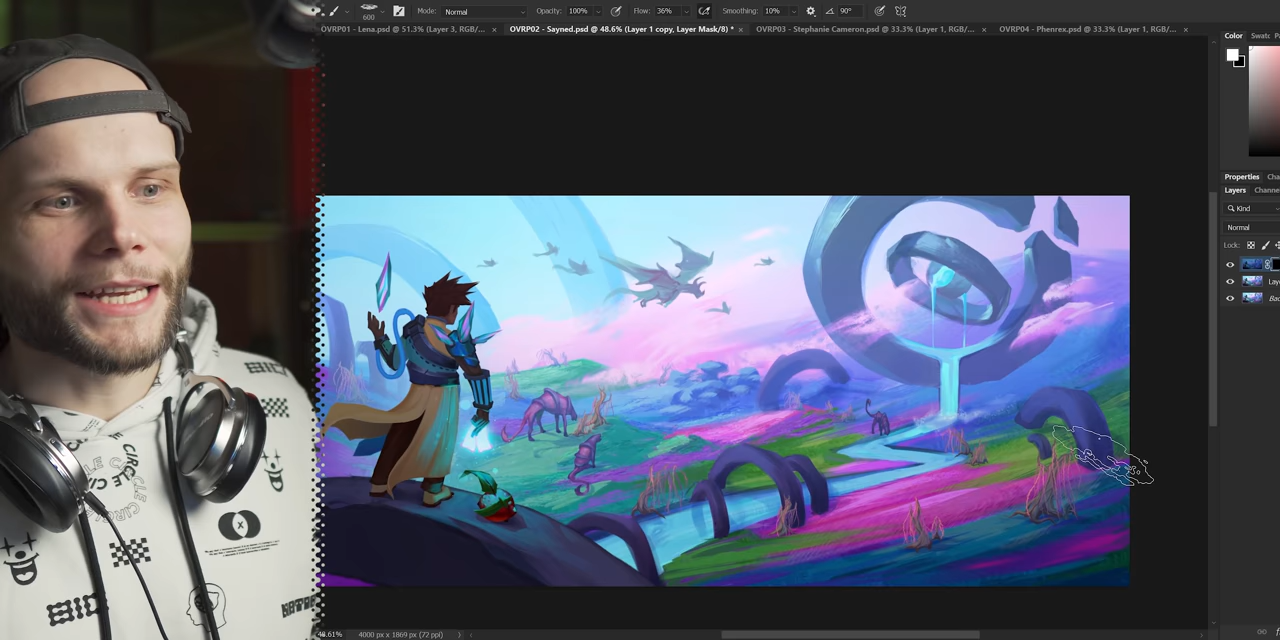 600
Mode: Normal
Opacity: 100%
Flow: 36%
Smoothing: 10%
90°
OVRP01 - Lena.psd @ 51.3% (Layer 3, RGB/... ×
OVRP02 - Sayned.psd @ 48.6% (Layer 1 copy, Layer Mask/8) * ×
OVRP03 - Stephanie Cameron.psd @ 33.3% (Layer 1, RGB/... ×
OVRP04 - Phenrex.psd @ 33.3% (Layer 1, RGB/... ×
Color Swatc
Properties
Layers Channe
Kind
Normal
Lock:
CIRCLE
4000 px x 1869 px (72 ppi)